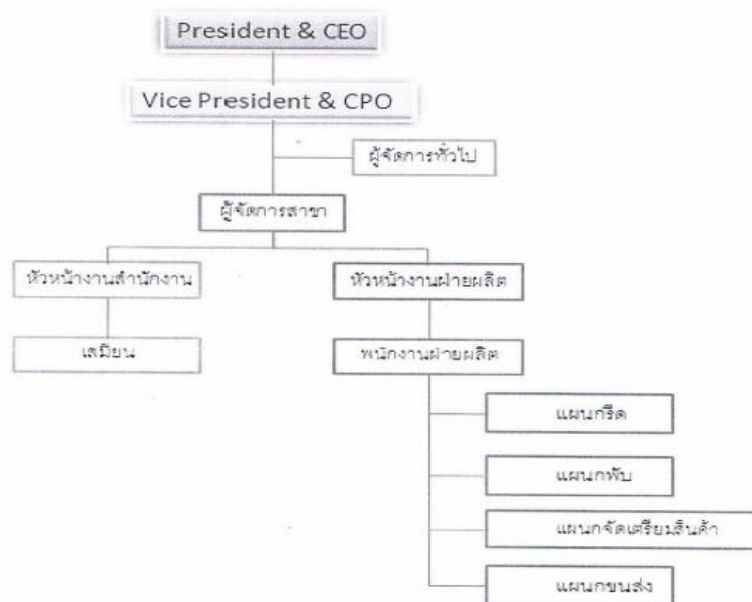 President & CEO
Vice President & CPO
ผู้จัดการทั่วไป
ผู้จัดการสาขา
หัวหน้างานสำนักงาน
หัวหน้างานฝ่ายผลิต
เสมียน
พนักงานฝ่ายผลิต
แผนกรีด
แผนกพับ
แผนกจัดเตรียมสินค้า
แผนกขนส่ง